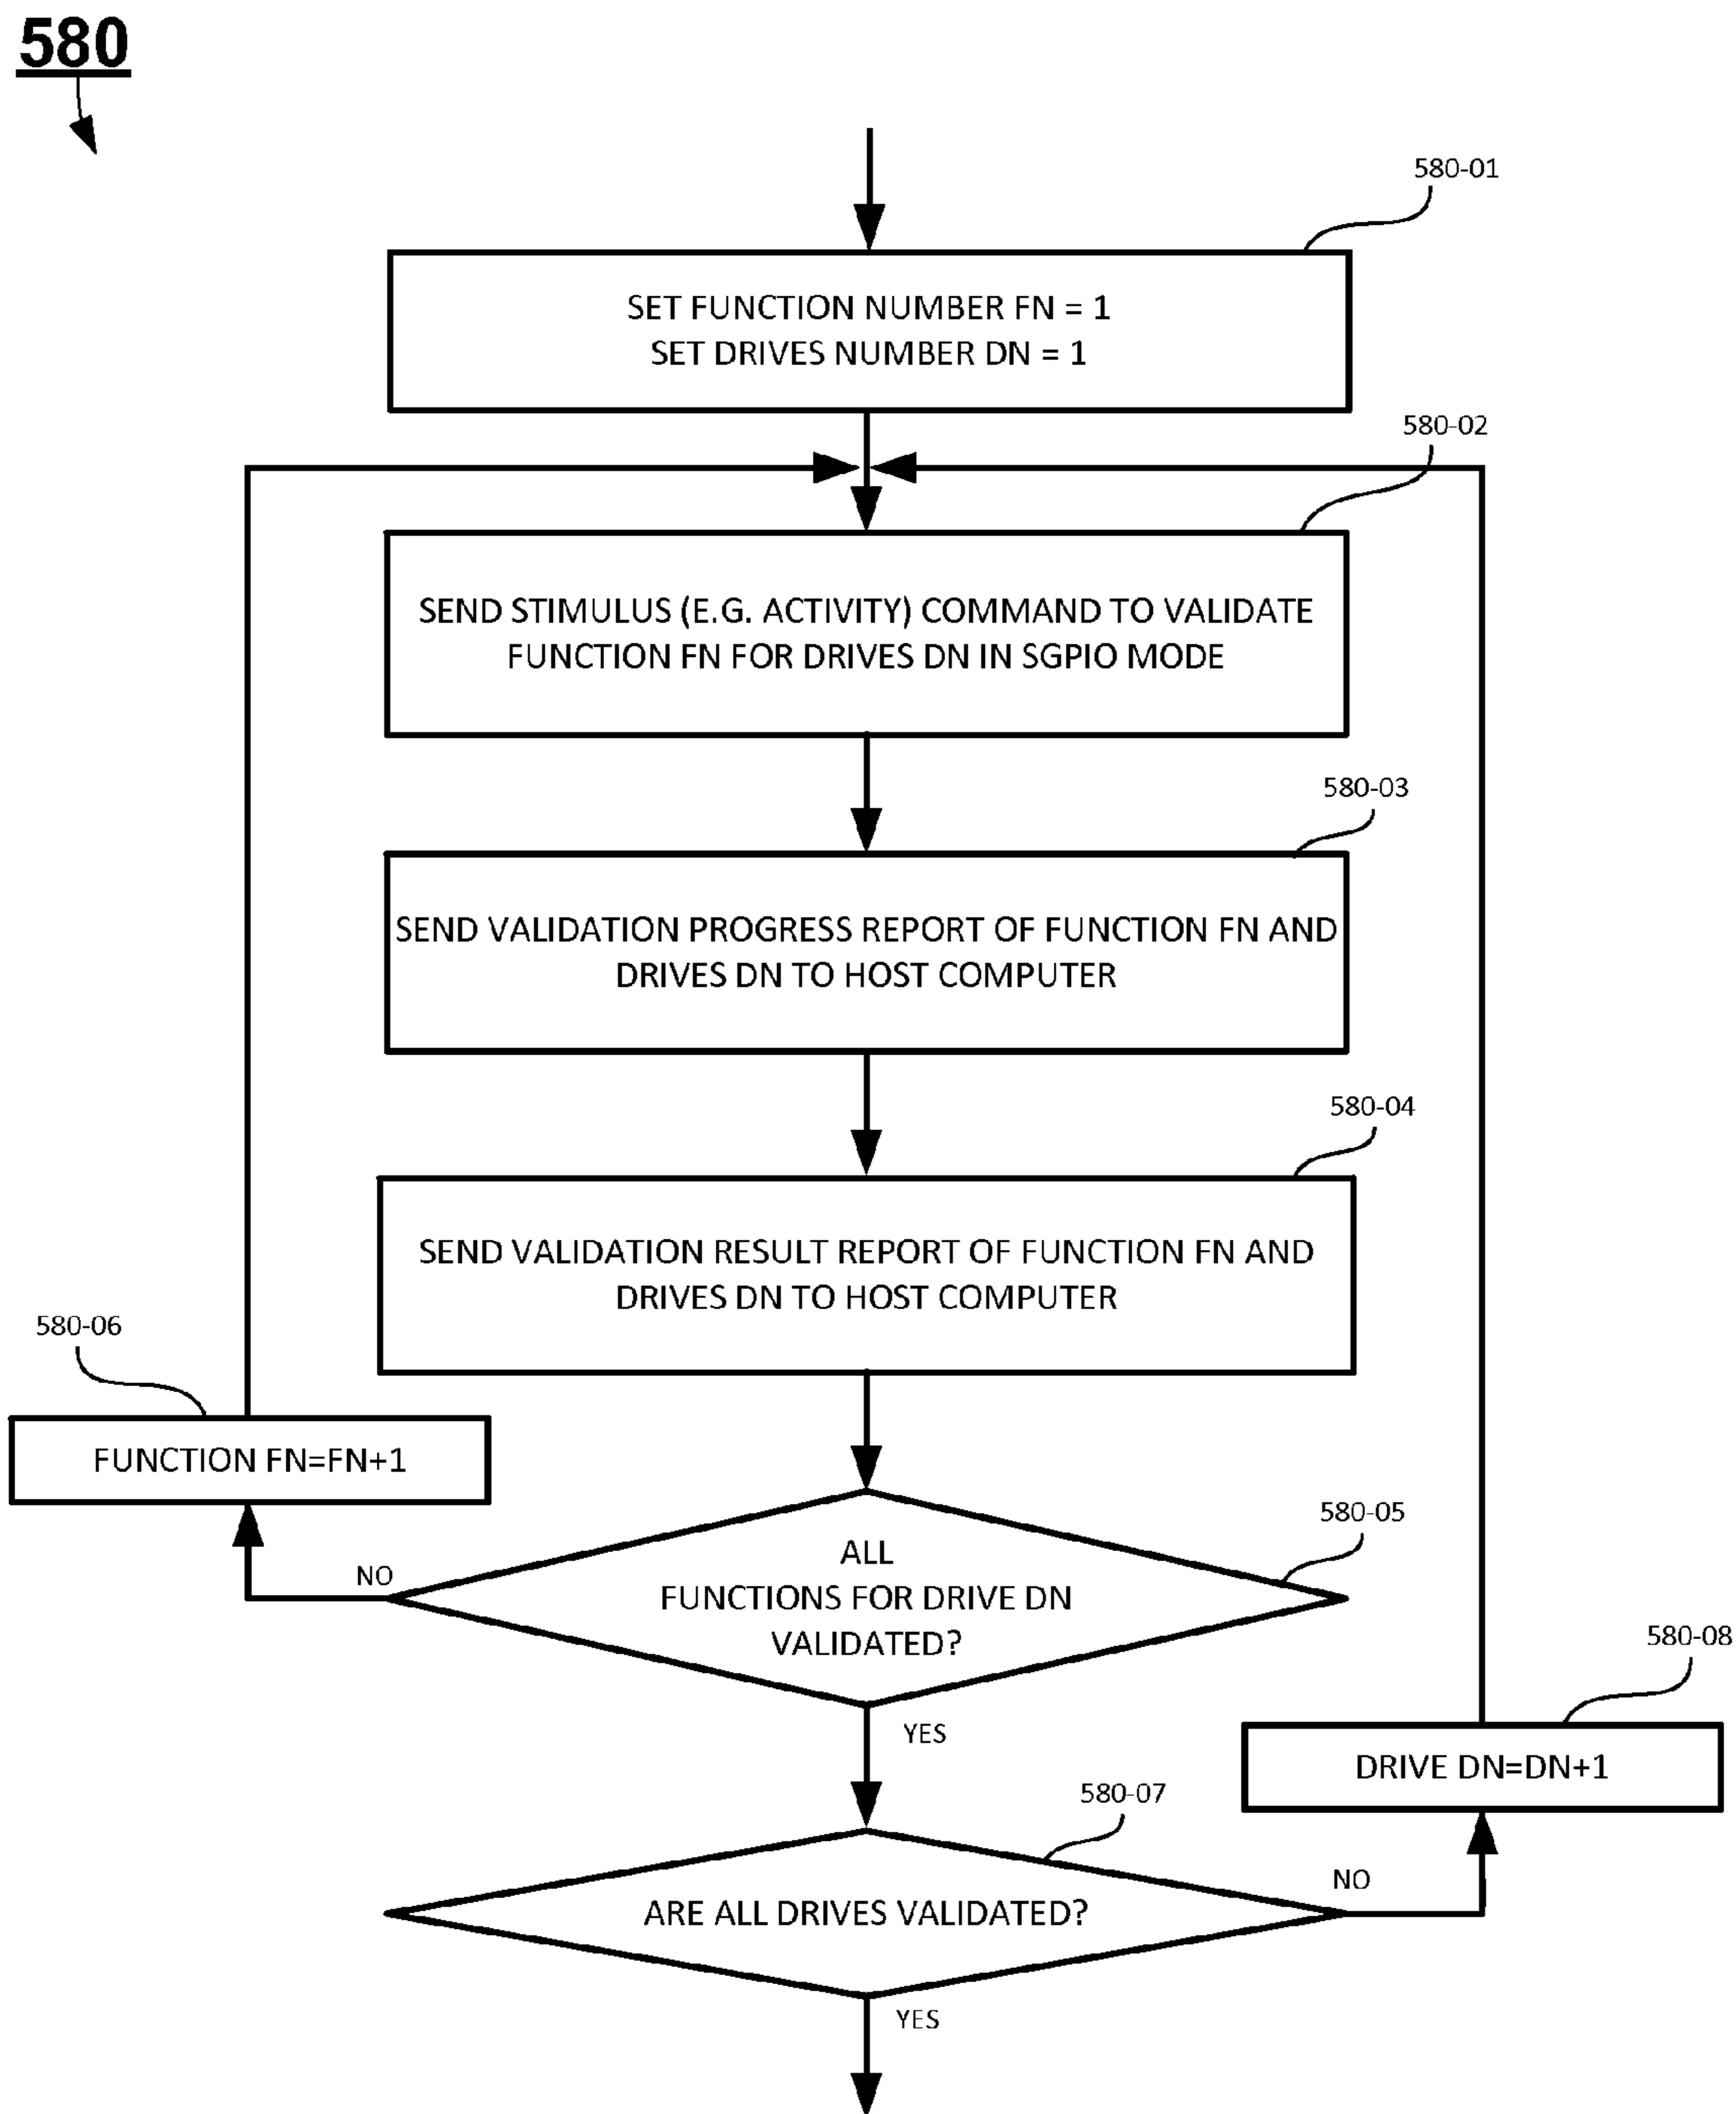 580
580-01
SET FUNCTION NUMBER FN = 1
SET DRIVES NUMBER DN = 1
580-02
SEND STIMULUS (E.G. ACTIVITY) COMMAND TO VALIDATE
FUNCTION FN FOR DRIVES DN IN SGPIO MODE
580-03
SEND VALIDATION PROGRESS REPORT OF FUNCTION FN AND
DRIVES DN TO HOST COMPUTER
580-04
SEND VALIDATION RESULT REPORT OF FUNCTION FN AND
DRIVES DN TO HOST COMPUTER
580-06
FUNCTION FN=FN+1
580-05
NO
ALL
FUNCTIONS FOR DRIVE DN
VALIDATED?
580-08
YES
DRIVE DN=DN+1
580-07
NO
ARE ALL DRIVES VALIDATED?
YES